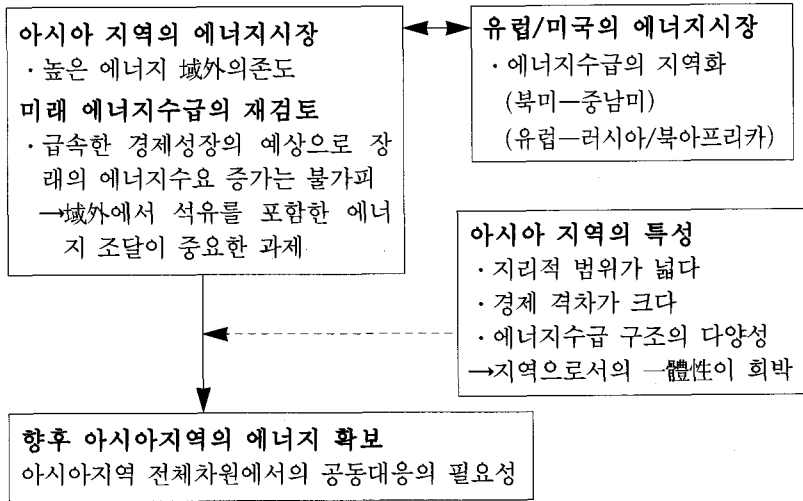 아시아 지역의 에너지시장
· 높은 에너지 域外의존도
미래 에너지수급의 재검토
· 급속한 경제성장의 예상으로 장
래의 에너지수요 증가는 불가피
→域外에서 석유를 포함한 에너
지 조달이 중요한 과제
유럽/미국의 에너지시장
· 에너지수급의 지역화
(북미—중남미)
(유럽—러시아/북아프리카)
아시아 지역의 특성
· 지리적 범위가 넓다
· 경제 격차가 크다
· 에너지수급 구조의 다양성
→지역으로서의 一體性이 희박
향후 아시아지역의 에너지 확보
아시아지역 전체차원에서의 공동대응의 필요성